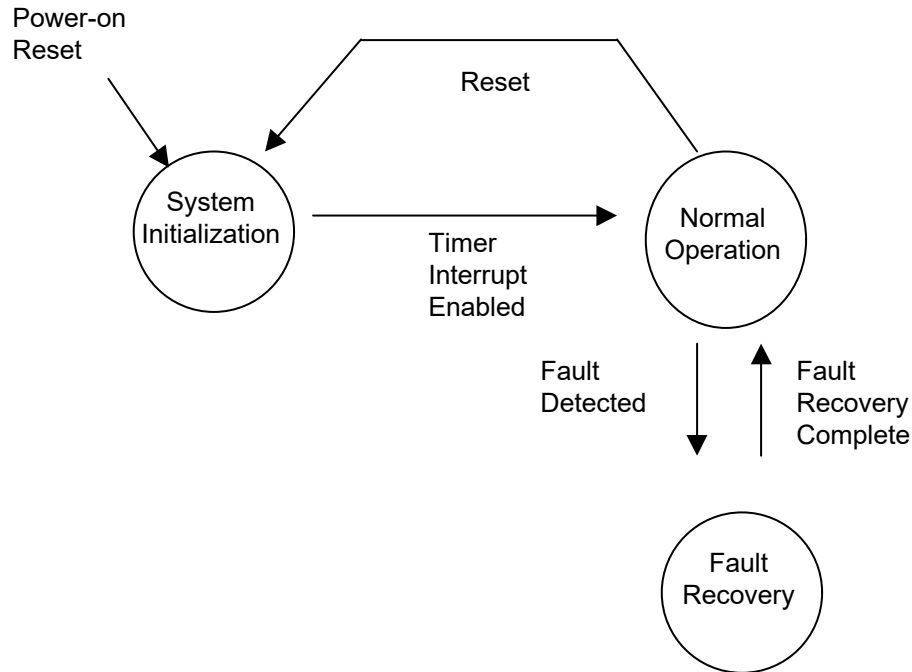 Power-on
Reset
Reset
System
Initialization
Normal
Operation
Timer
Interrupt
Enabled
Fault
Detected
Fault
Recovery
Complete
Fault
Recovery